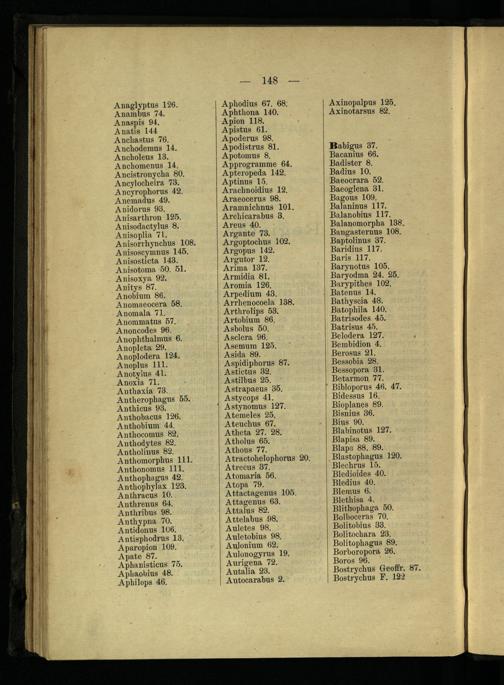 — 148 —
Anaglyptus 126.
Anambus 74.
Anaspis 94.
Anatis 144
Anchastus 76.
Anchodemus 14.
Ancholeus 13.
Anchomenus 14.
Ancistronycha 80.
Ancylocheira 73.
Ancyrophorus 42.
Anemadus 49.
Anidorus 93.
Anisarthron 125.
Anisodactylus 8.
Anisoplia 71.
Anisorrhynchus 108.
Anisoscymnus 145.
Anisosticta 143.
Anisotoma 50. 51.
Anisoxya 92.
Anitys 87.
Anobium 86.
Anomaeocera 58.
Anomala 71.
Anommatus 57.
Anoncodes 96.
Anophthalmus 6.
Anopleta 29.
Anoplodera 124.
Anoplus 111.
Anotylus 41.
Anoxia 71.
Anthaxia 73.
Antherophagus 55.
Anthicus 93.
Anthobacus 126.
Anthobium 44.
Anthocomus 82.
Anthodytes 82.
Antholinus 82.
Anthomorphus 111.
Anthonomus 111.
Anthophagus 42.
Anthophylax 123.
Anthracus 10.
Anthrenus 64.
Anthribus 98.
Anthypna 70.
Antidonus 106.
Antisphodrus 13.
Aparopion 109.
Apate 87.
Aphanisticus 75.
Aphaobius 48.
Aphilops 46.
Aphodius 67. 68.
Aphthona 140.
Apion 118.
Apistus 61.
Apoderus 98.
Apodistrus 81.
Apotomus 8.
Approgramme 64.
Apteropeda 142.
Aptinus 15.
Arachnoidius 12.
Araeocerus 98.
Arammichnus 101.
Archicarabus 3.
Areus 40.
Argante 73.
Argoptochus 102.
Argopus 142.
Argutor 12.
Arima 137.
Armidia 81.
Aromia 126.
Arpedium 43.
Arrhenocoela 138.
Arthrolips 53.
Artobium 86.
Asbolus 50.
Asclera 96.
Asemum 125.
Asida 89.
Aspidiphorus 87.
Astictus 32.
Astilbus 25.
Astrapaeus 35.
Astycops 41.
Astynomus 127.
Atemeles 25.
Ateuchus 67.
Atheta 27. 28.
Atholus 65.
Athous 77.
Atractohelophorus 20.
Atrecus 37.
Atomaria 56.
Atopa 79.
Attactagenus 105.
Attagenus 63.
Attalus 82.
Attelabus 98.
Auletes 98.
Auletobius 98.
Aulonium 62.
Aulonogyrus 19.
Aurigena 72.
Autalia 23.
Autocarabus 2.
Axinopalpus 125.
Axinotarsus 82.
Babigus 37.
Bacanius 66.
Badister 8.
Badius 10.
Baeocrara 52.
Baeoglena 31.
Bagous 109.
Balaninus 117.
Balanobius 117.
Balanomorpha 138.
Bangasternus 108.
Baptolinus 37.
Baridius 117.
Baris 117.
Barynotus 105.
Baryodma 24. 25.
Barypithes 102.
Batenus 14.
Bathyscia 48.
Batophila 140.
Batrisodes 45.
Batrisus 45.
Belodera 127.
Bembidion 4.
Berosus 21.
Bessobia 28.
Bessopora 31.
Betarmon 77.
Bibloporus 46. 47.
Bidessus 16.
Bioplanes 89.
Bisnius 36.
Bius 90.
Blabinotus 127.
Blapisa 89.
Blaps 88. 89.
Blastophagus 120.
Blechrus 15.
Bledioides 40.
Bledius 40.
Blemus 6.
Blethisa 4.
Blithophaga 50.
Bolboceras 70.
Bolitobius 33.
Bolitochara 23.
Bolitophagus 89.
Borboropora 26.
Boros 96.
Bostrychus Geoffr. 87.
Bostrychus F. 122